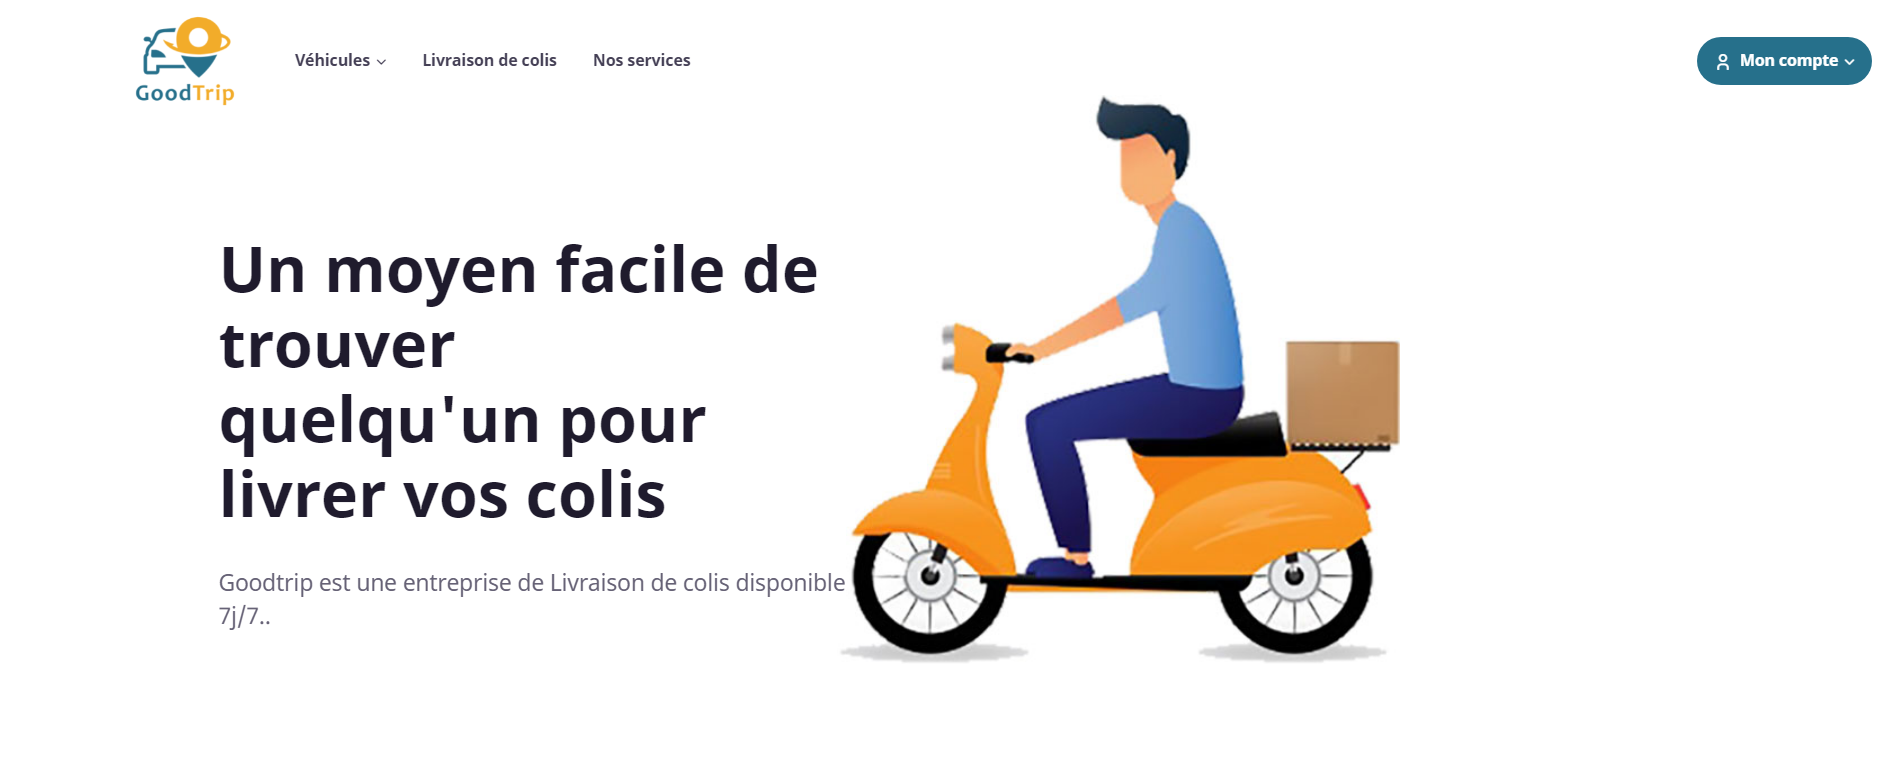 GoodTrip
Véhicules
Livraison de colis
Nos services
Mon compte
Un moyen facile de
trouver
quelqu'un pour
livrer vos colis
Goodtrip est une entreprise de Livraison de colis disponible
7j/7..